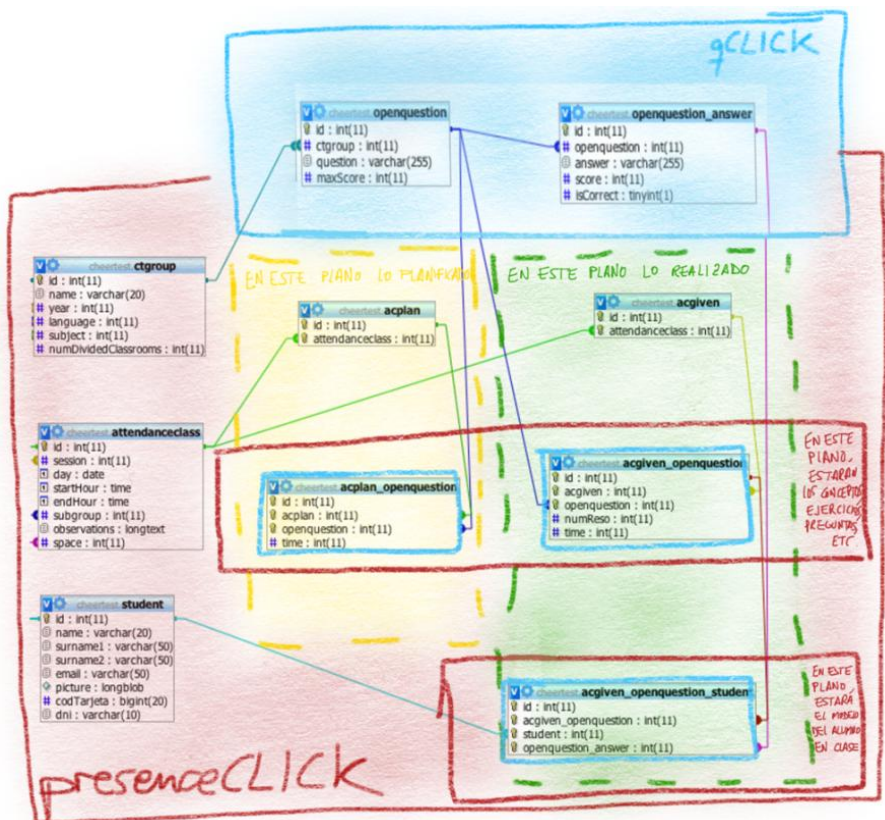 qCLICK
cheertest.openquestion
id : int(11)
ctgroup : int(11)
question : varchar(255)
maxScore : int(11)
cheertest.openquestion_answer
id : int(11)
openquestion : int(11)
answer : varchar(255)
score : int(11)
isCorrect : tinyint(1)
cheertest.ctgroup
id : int(11)
name : varchar(20)
year : int(11)
language : int(11)
subject : int(11)
numDividedClassrooms : int(11)
EN ESTE PLANO LO PLANIFICADO
EN ESTE PLANO LO REALIZADO
cheertest.acplan
id : int(11)
attendanceclass : int(11)
cheertest.acgiven
id : int(11)
attendanceclass : int(11)
cheertest.attendanceclass
id : int(11)
session : int(11)
day : date
startHour : time
endHour : time
subgroup : int(11)
observations : longtext
space : int(11)
cheertest.acplan_openquestion
id : int(11)
acplan : int(11)
openquestion : int(11)
time : int(11)
cheertest.acgiven_openquestion
id : int(11)
acgiven : int(11)
openquestion : int(11)
numReso : int(11)
time : int(11)
EN ESTE
PLANO
ESTARAN
LOS CONCEPTOS
EJERCICIOS
PREGUNTAS
ETC
cheertest.student
id : int(11)
name : varchar(20)
surname1 : varchar(50)
surname2 : varchar(50)
email : varchar(50)
picture : longblob
codTarjeta : bigint(20)
dni : varchar(10)
cheertest.acgiven_openquestion_student
id : int(11)
acgiven_openquestion : int(11)
student : int(11)
openquestion_answer : int(11)
EN ESTE
PLANO
ESTARÁ
EL MODELO
DEL ALUMNO
EN CLASE
presenceCLICK